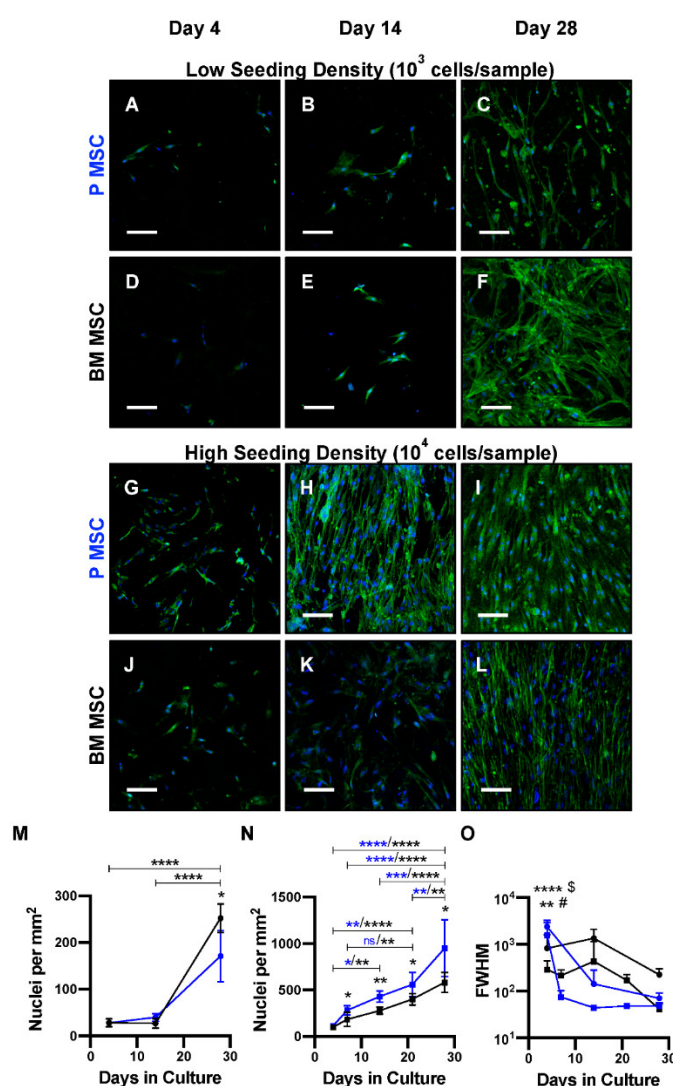 Day 4 Day 14 Day 28
Low Seeding Density (10³ cells/sample)
P MSC
A B C
BM MSC
D E F
High Seeding Density (10⁴ cells/sample)
P MSC
G H I
BM MSC
J K L
M N O
****
****
*
Nuclei per mm²
300
200
100
0
0 10 20 30
Days in Culture
****/****
****/****
***/****
**/**
**/****
ns/**
*/**
*
**
*
*
Nuclei per mm²
1500
1000
500
0
0 10 20 30
Days in Culture
**** $
** #
FWHM
10⁴
10³
10²
10¹
0 10 20 30
Days in Culture